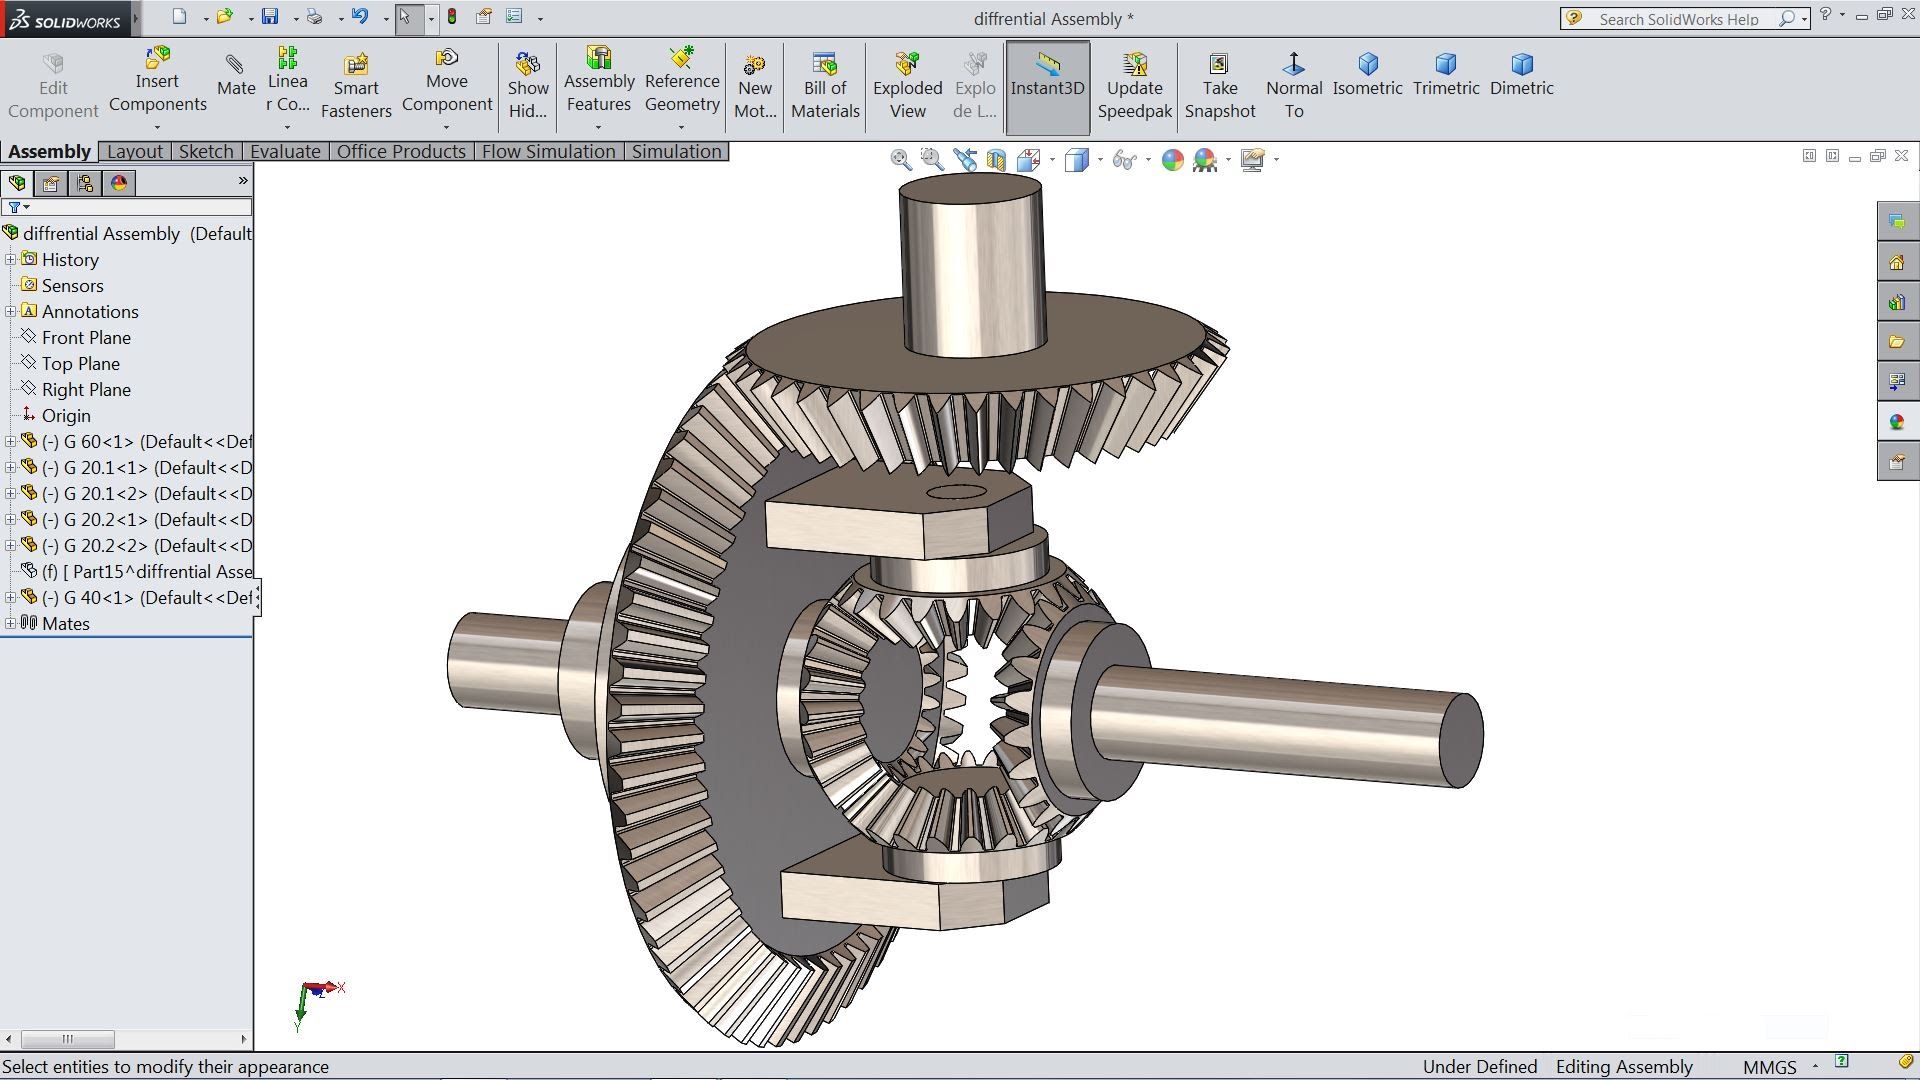 SOLIDWORKS
diffrential Assembly *
Search SolidWorks Help
Edit Component
Insert Components
Mate
Linea r Co...
Smart Fasteners
Move Component
Show Hid...
Assembly Features
Reference Geometry
New Mot...
Bill of Materials
Exploded View
Explo de L...
Instant3D
Update Speedpak
Take Snapshot
Normal To
Isometric
Trimetric
Dimetric
Assembly Layout Sketch Evaluate Office Products Flow Simulation Simulation
diffrential Assembly (Default
History
Sensors
Annotations
Front Plane
Top Plane
Right Plane
Origin
(-) G 60<1> (Default<<Def
(-) G 20.1<1> (Default<<D
(-) G 20.1<2> (Default<<D
(-) G 20.2<1> (Default<<D
(-) G 20.2<2> (Default<<D
(f) [ Part15^diffrential Asse
(-) G 40<1> (Default<<Def
Mates
X
Z
Y
Select entities to modify their appearance
Under Defined Editing Assembly MMGS